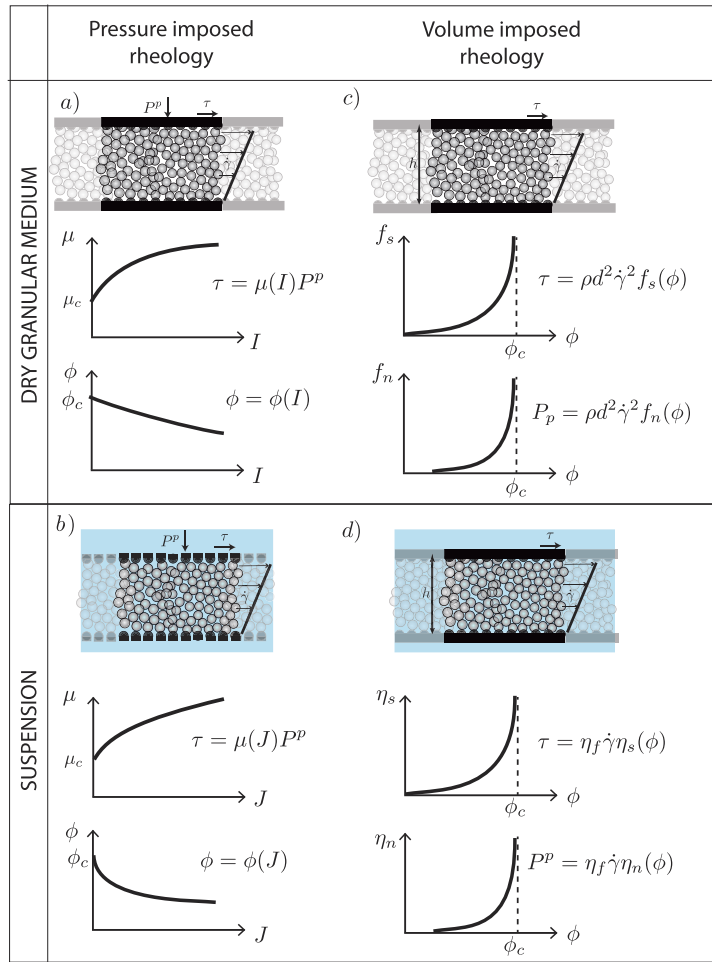 Pressure imposed
rheology
Volume imposed
rheology
DRY GRANULAR MEDIUM
a)
P^p
τ
γ̇
μ
μ_c
τ = μ(I)P^p
I
ϕ
ϕ_c
ϕ = ϕ(I)
I
c)
τ
h
γ̇
f_s
τ = ρd²γ̇²f_s(ϕ)
ϕ_c
ϕ
f_n
P_p = ρd²γ̇²f_n(ϕ)
ϕ_c
ϕ
SUSPENSION
b)
P^p
τ
γ̇
μ
μ_c
τ = μ(J)P^p
J
ϕ
ϕ_c
ϕ = ϕ(J)
J
d)
τ
h
γ̇
η_s
τ = η_f γ̇η_s(ϕ)
ϕ_c
ϕ
η_n
P^p = η_f γ̇η_n(ϕ)
ϕ_c
ϕ